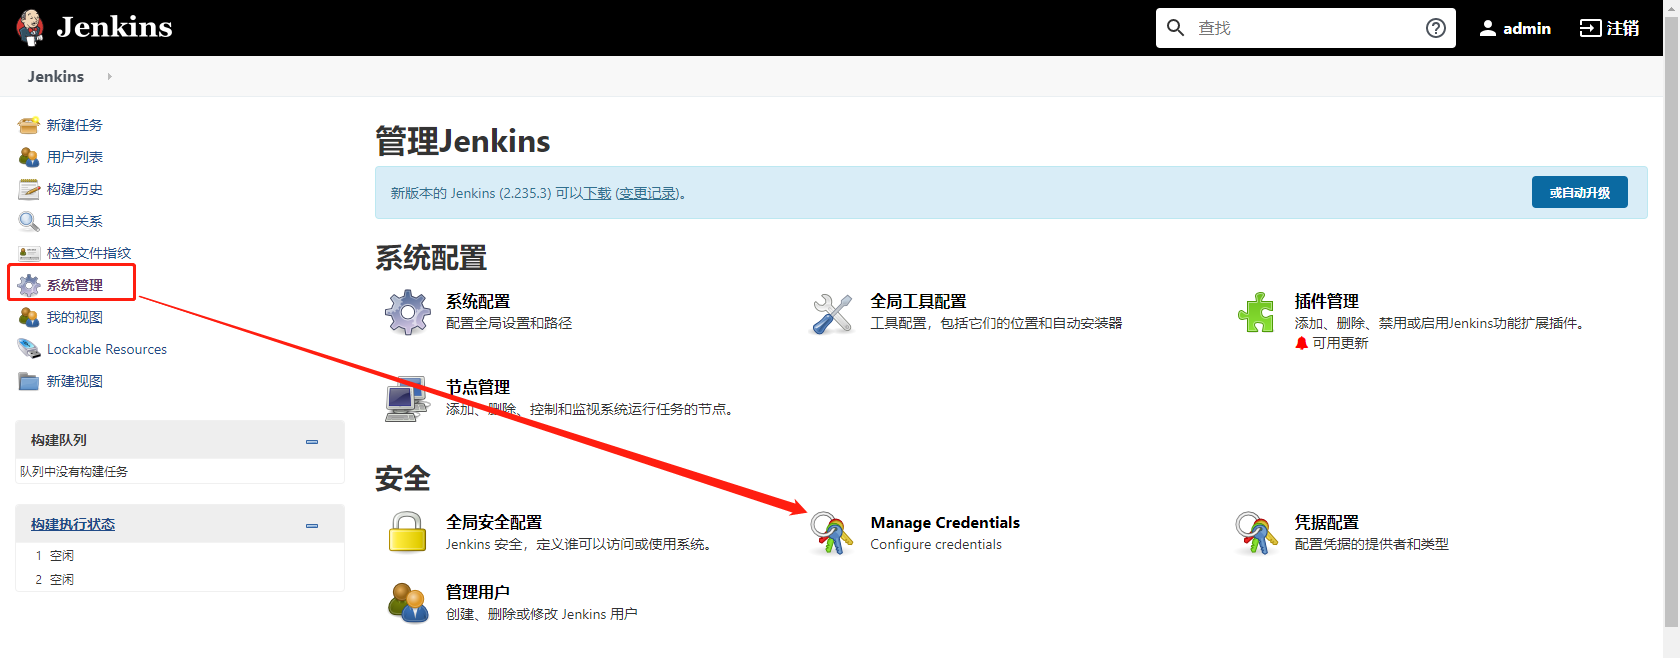 Jenkins
查找
admin
注销
Jenkins
新建任务
用户列表
构建历史
项目关系
检查文件指纹
系统管理
我的视图
Lockable Resources
新建视图
构建队列
队列中没有构建任务
构建执行状态
1 空闲
2 空闲
管理Jenkins
新版本的 Jenkins (2.235.3) 可以下载 (变更记录)。
或自动升级
系统配置
系统配置
配置全局设置和路径
全局工具配置
工具配置，包括它们的位置和自动安装器
插件管理
添加、删除、禁用或启用Jenkins功能扩展插件。
可用更新
节点管理
添加、删除、控制和监视系统运行任务的节点。
安全
全局安全配置
Jenkins 安全，定义谁可以访问或使用系统。
Manage Credentials
Configure credentials
凭据配置
配置凭据的提供者和类型
管理用户
创建、删除或修改 Jenkins 用户